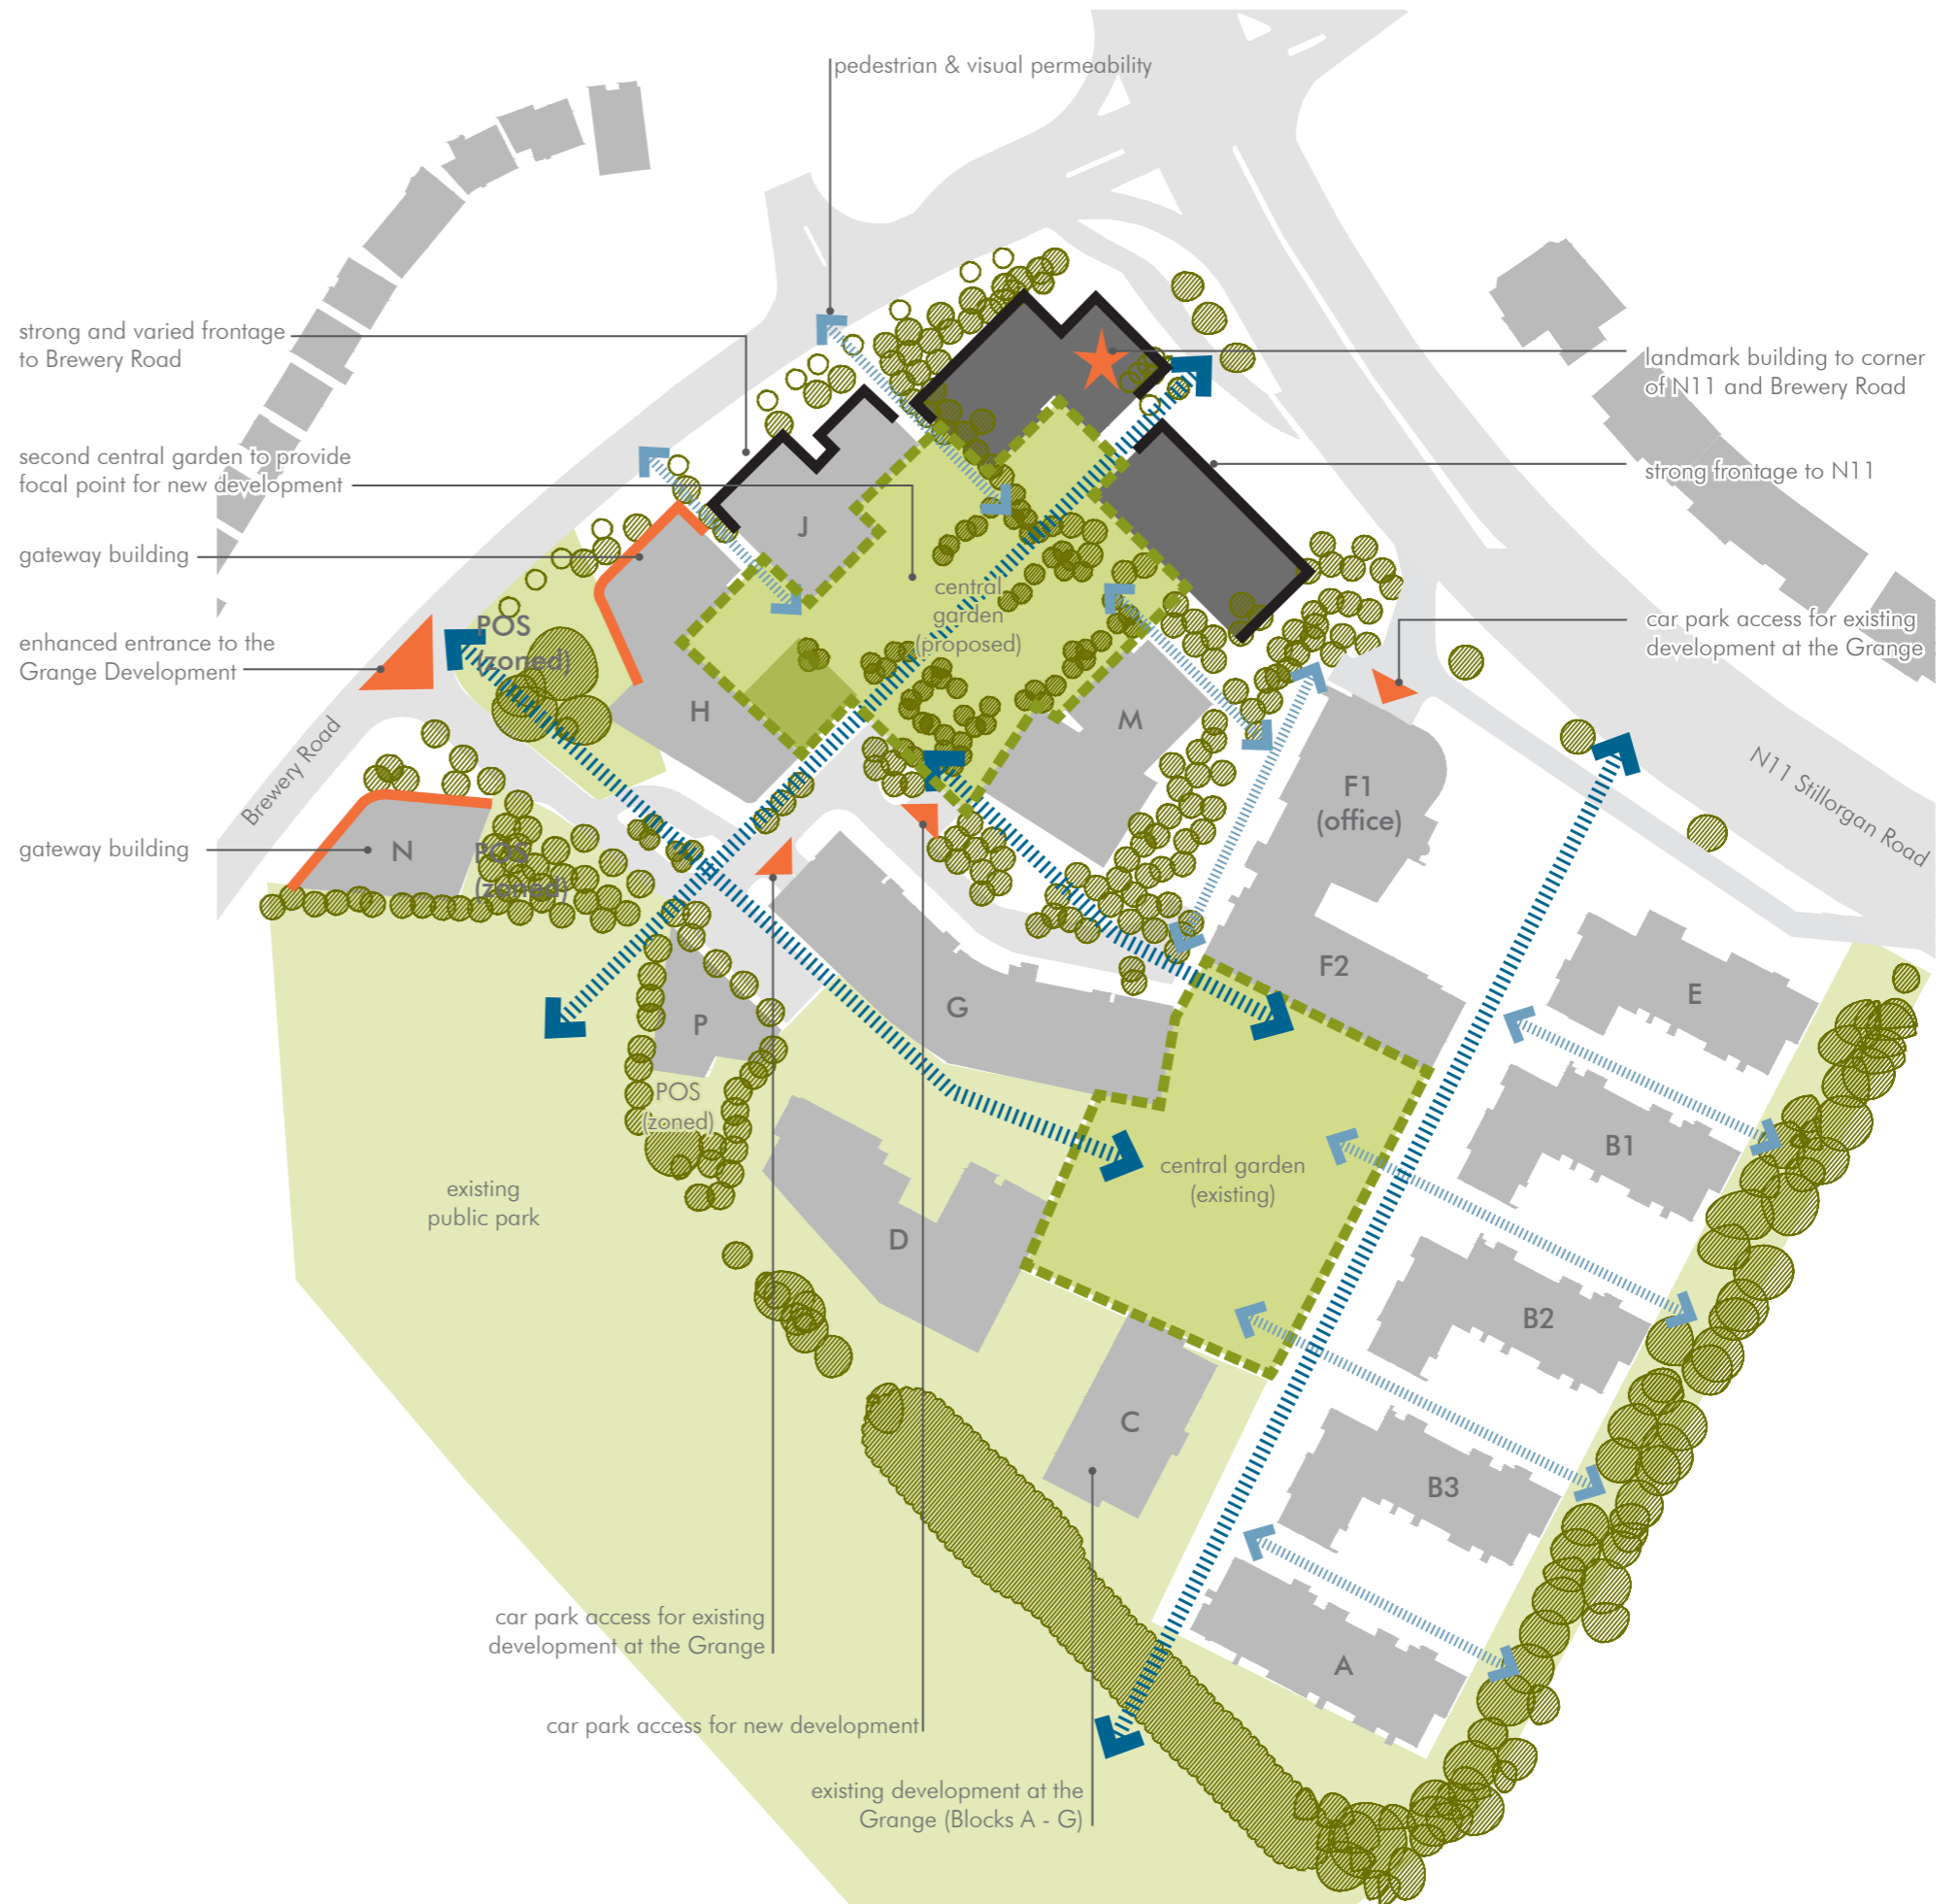 pedestrian & visual permeability
strong and varied frontage
to Brewery Road
landmark building to corner
of N11 and Brewery Road
second central garden to provide
focal point for new development
strong frontage to N11
J
gateway building
central
garden
(proposed)
POS
(zoned)
car park access for existing
development at the Grange
enhanced entrance to the
Grange Development
H
M
Brewery Road
N11 Stillorgan Road
F1
(office)
gateway building
N
POS
(zoned)
F2
E
G
P
POS
(zoned)
B1
central garden
(existing)
existing
public park
D
B2
C
B3
car park access for existing
development at the Grange
A
car park access for new development
existing development at the
Grange (Blocks A - G)